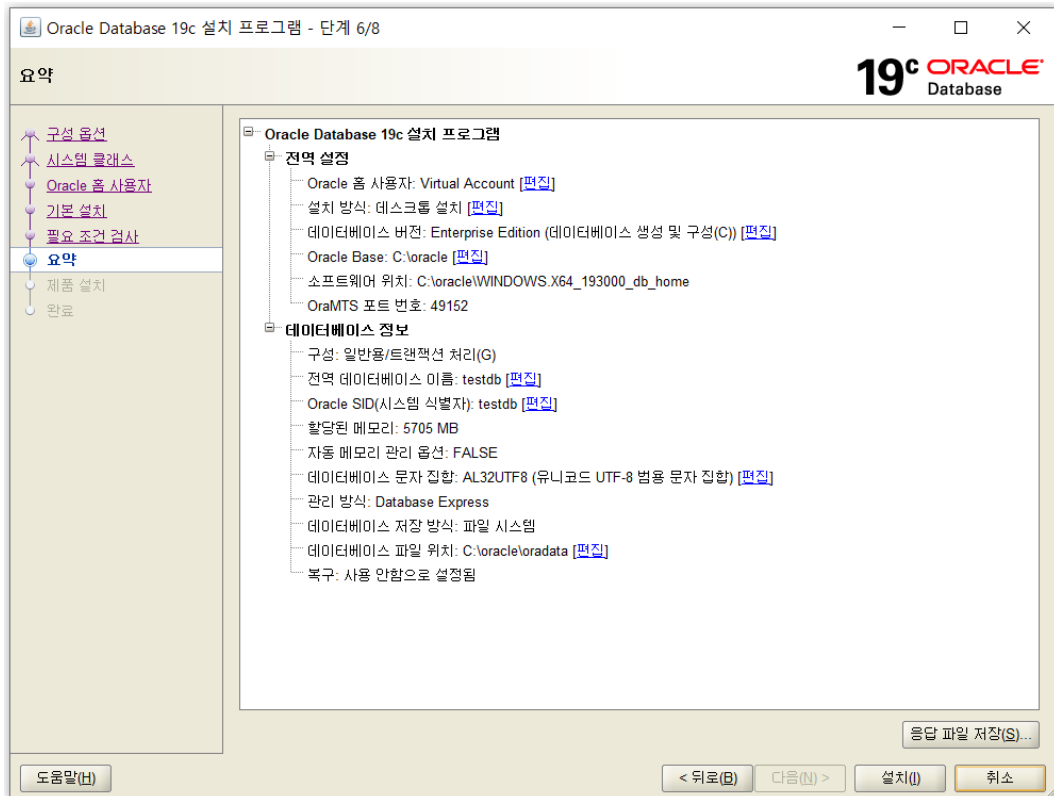 Oracle Database 19c 설치 프로그램 - 단계 6/8
요약
19c ORACLE
Database
구성 옵션
시스템 클래스
Oracle 홈 사용자
기본 설치
필요 조건 검사
요약
제품 설치
완료
Oracle Database 19c 설치 프로그램
전역 설정
Oracle 홈 사용자: Virtual Account [편집]
설치 방식: 데스크톱 설치 [편집]
데이터베이스 버전: Enterprise Edition (데이터베이스 생성 및 구성(C)) [편집]
Oracle Base: C:\oracle [편집]
소프트웨어 위치: C:\oracle\WINDOWS.X64_193000_db_home
OraMTS 포트 번호: 49152
데이터베이스 정보
구성: 일반용/트랜잭션 처리(G)
전역 데이터베이스 이름: testdb [편집]
Oracle SID(시스템 식별자): testdb [편집]
할당된 메모리: 5705 MB
자동 메모리 관리 옵션: FALSE
데이터베이스 문자 집합: AL32UTF8 (유니코드 UTF-8 범용 문자 집합) [편집]
관리 방식: Database Express
데이터베이스 저장 방식: 파일 시스템
데이터베이스 파일 위치: C:\oracle\oradata [편집]
복구: 사용 안함으로 설정됨
응답 파일 저장(S)...
도움말(H)
< 뒤로(B)
다음(N) >
설치(I)
취소